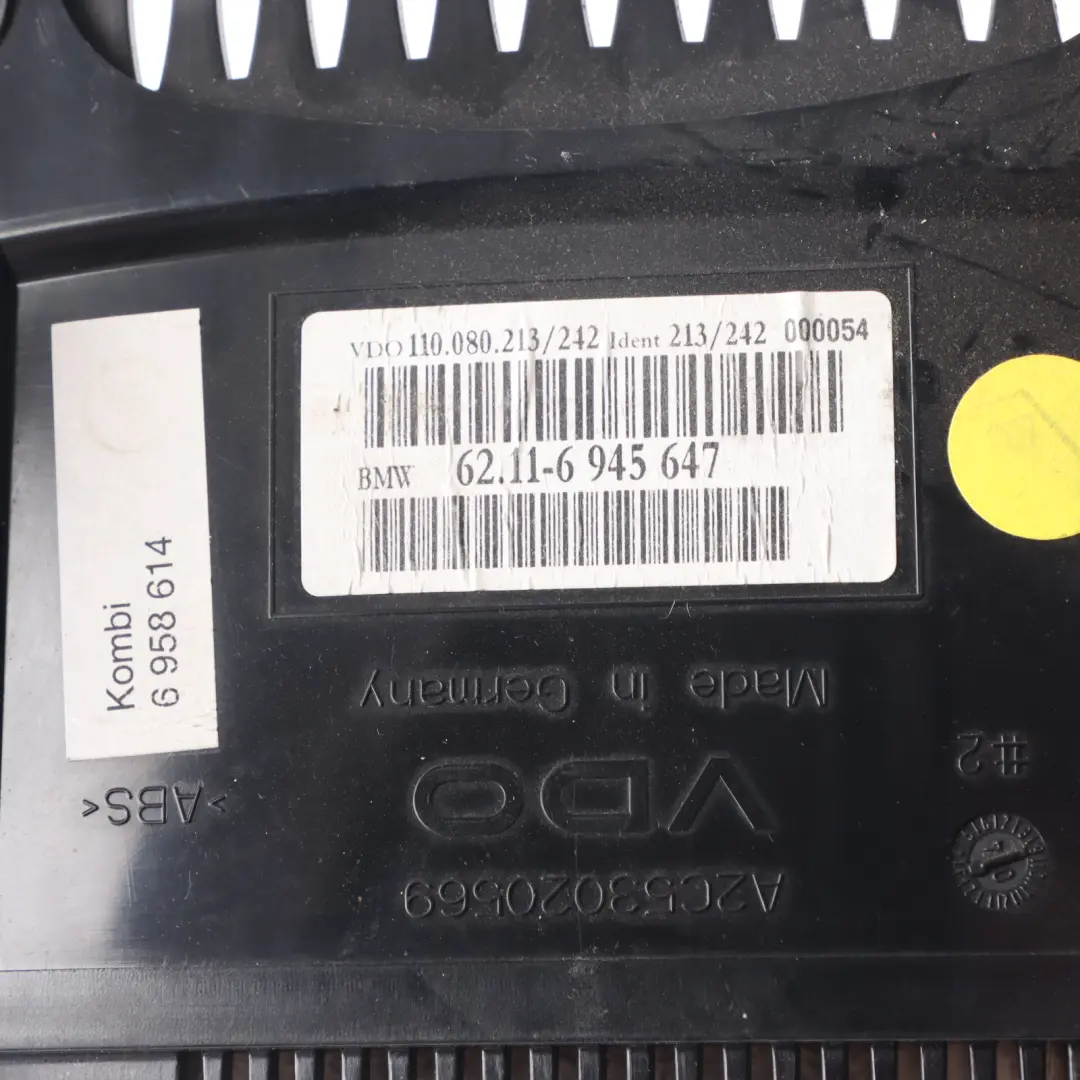 VDO 110.080.213/242 Ident 213/242 000054
BMW 62.11-6 945 647
Kombi
6 958 614
Made in Germany
VDO
A2C53020569
#2
>ABS<